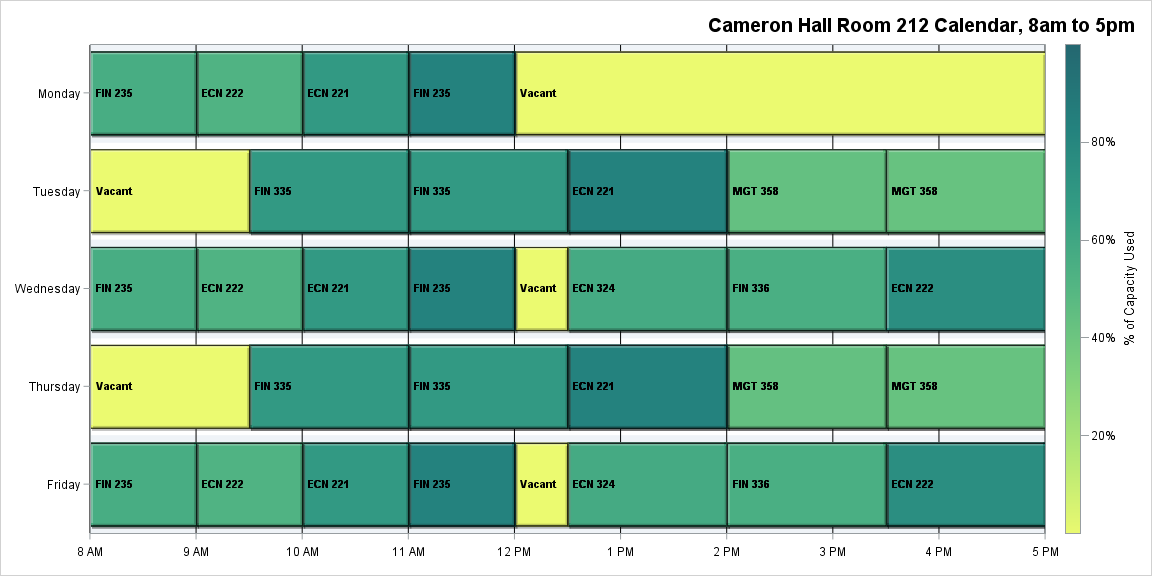 Cameron Hall Room 212 Calendar, 8am to 5pm
Monday FIN 235 ECN 222 ECN 221 FIN 235 Vacant
80%
Tuesday Vacant FIN 335 FIN 335 ECN 221 MGT 358 MGT 358
60%
% of Capacity Used
Wednesday FIN 235 ECN 222 ECN 221 FIN 235 Vacant ECN 324 FIN 336 ECN 222
40%
Thursday Vacant FIN 335 FIN 335 ECN 221 MGT 358 MGT 358
20%
Friday FIN 235 ECN 222 ECN 221 FIN 235 Vacant ECN 324 FIN 336 ECN 222
8 AM 9 AM 10 AM 11 AM 12 PM 1 PM 2 PM 3 PM 4 PM 5 PM